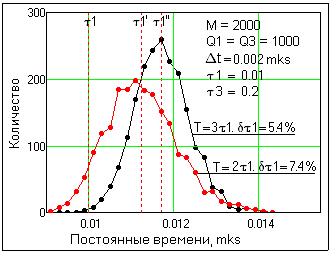 τ1 τ1' τ1''
M = 2000
Q1 = Q3 = 1000
Δt = 0.002 mks
τ1 = 0.01
τ3 = 0.2
300
200
100
0
Количество
T=3τ1. δτ1=5.4%
T=2τ1. δτ1=7.4%
0.01 0.012 0.014
Постоянные времени, mks